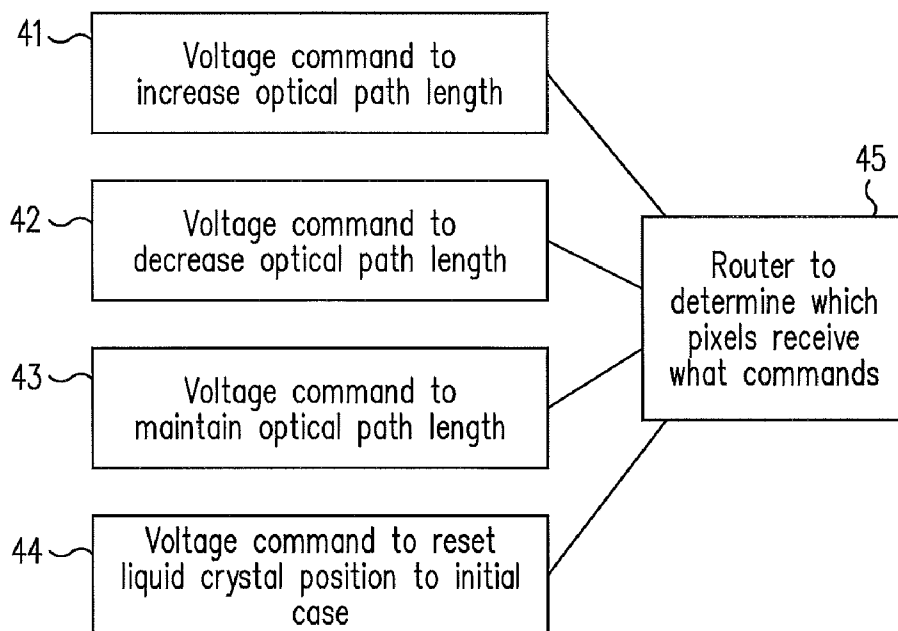 41
Voltage command to
increase optical path length
42
Voltage command to
decrease optical path length
43
Voltage command to
maintain optical path length
44
Voltage command to reset
liquid crystal position to initial
case
45
Router to
determine which
pixels receive
what commands